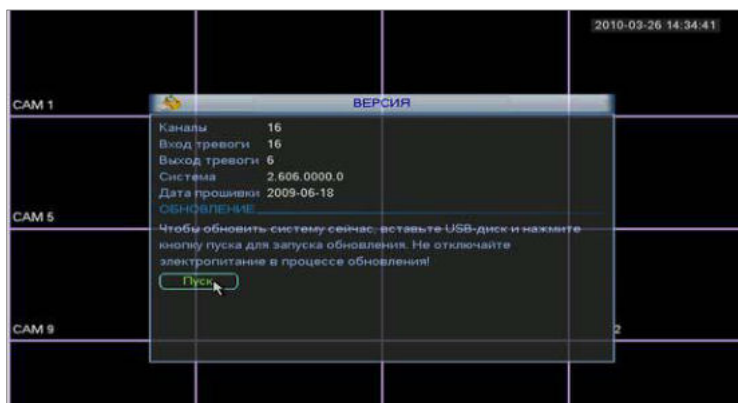 2010-03-26 14:34:41
CAM 1
ВЕРСИЯ
Каналы 16
Вход тревоги 16
Выход тревоги 6
Система 2.606.0000.0
Дата прошивки 2009-06-18
ОБНОВЛЕНИЕ
CAM 5
Чтобы обновить систему сейчас, вставьте USB-диск и нажмите
кнопку пуска для запуска обновления. Не отключайте
электропитание в процессе обновления!
Пуск
CAM 9
2